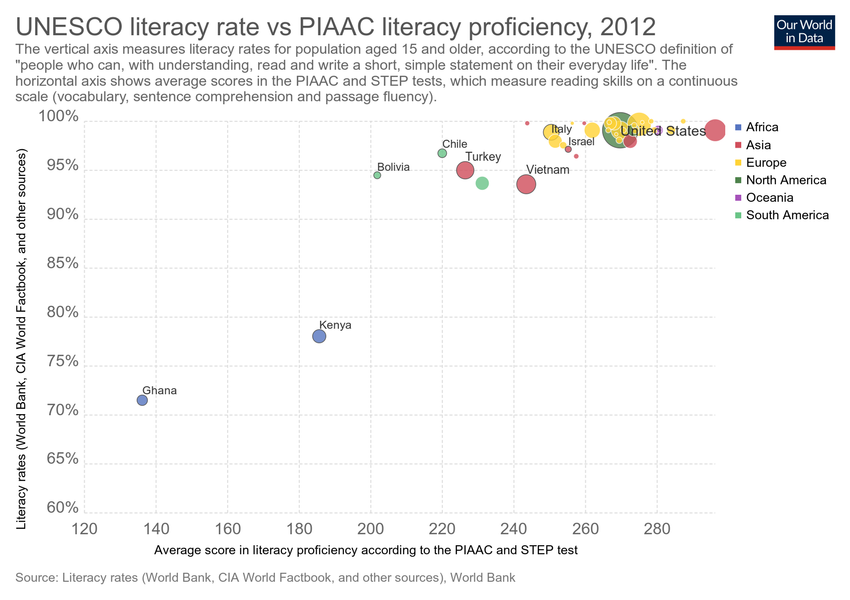 UNESCO literacy rate vs PIAAC literacy proficiency, 2012
Our World
in Data
The vertical axis measures literacy rates for population aged 15 and older, according to the UNESCO definition of
"people who can, with understanding, read and write a short, simple statement on their everyday life". The
horizontal axis shows average scores in the PIAAC and STEP tests, which measure reading skills on a continuous
scale (vocabulary, sentence comprehension and passage fluency).
Literacy rates (World Bank, CIA World Factbook, and other sources)
100%
95%
90%
85%
80%
75%
70%
65%
60%
Italy
United States
Israel
Chile
Turkey
Bolivia
Vietnam
Kenya
Ghana
Africa
Asia
Europe
North America
Oceania
South America
120 140 160 180 200 220 240 260 280
Average score in literacy proficiency according to the PIAAC and STEP test
Source: Literacy rates (World Bank, CIA World Factbook, and other sources), World Bank